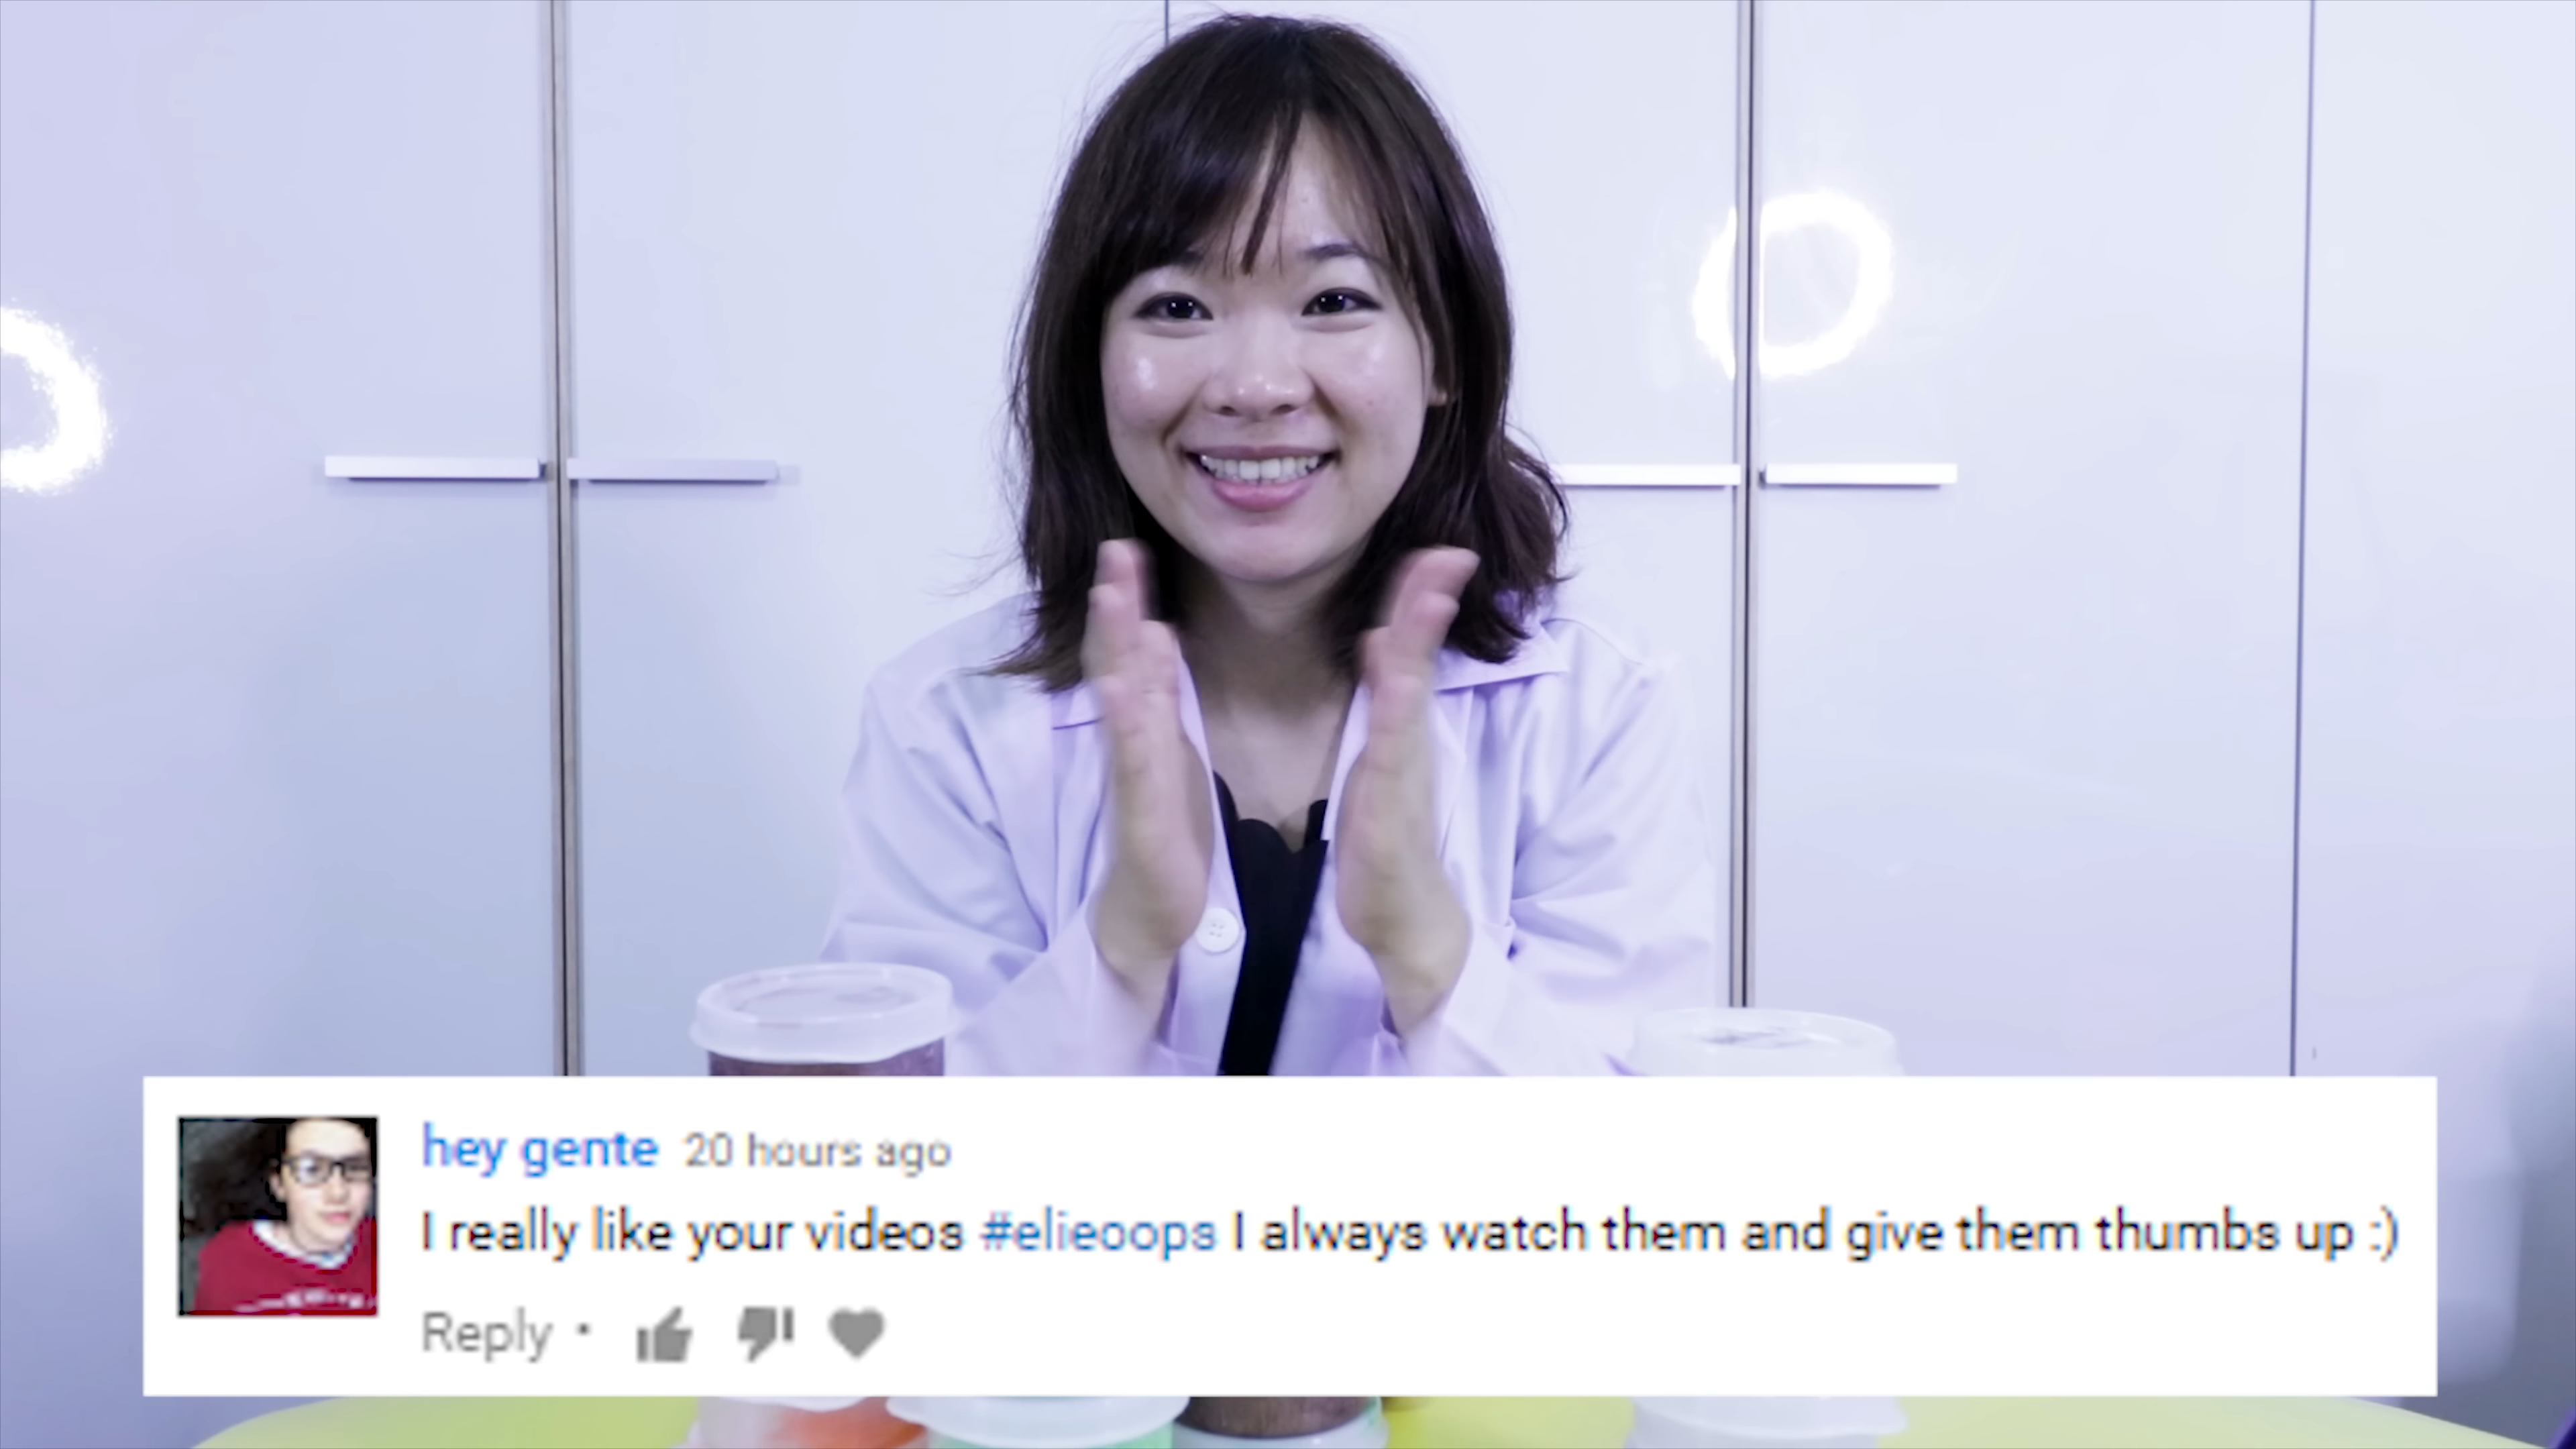 hey gente 20 hours ago
I really like your videos #elieoops I always watch them and give them thumbs up :)
Reply •